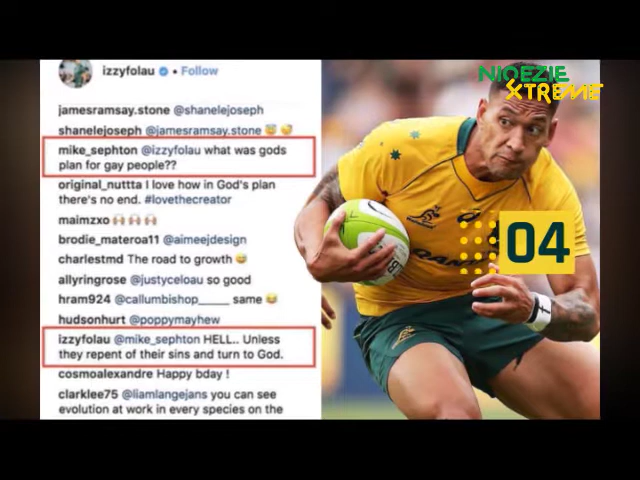 izzyfolau • Follow
NIOEZIE
XTREME
jamesramsay.stone @shanelejoseph
shanelejoseph @jamesramsay.stone
mike_sephton @izzyfolau what was gods
plan for gay people??
original_nuttta I love how in God's plan
there's no end. #lovethecreator
maimzxo
brodie_materoa11 @aimeejdesign
charlestmd The road to growth
allyringrose @justyceloau so good
hram924 @callumbishop_____ same
hudsonhurt @poppymayhew
izzyfolau @mike_sephton HELL.. Unless
they repent of their sins and turn to God.
cosmoalexandre Happy bday !
clarklee75 @liamlangejans you can see
evolution at work in every species on the
04